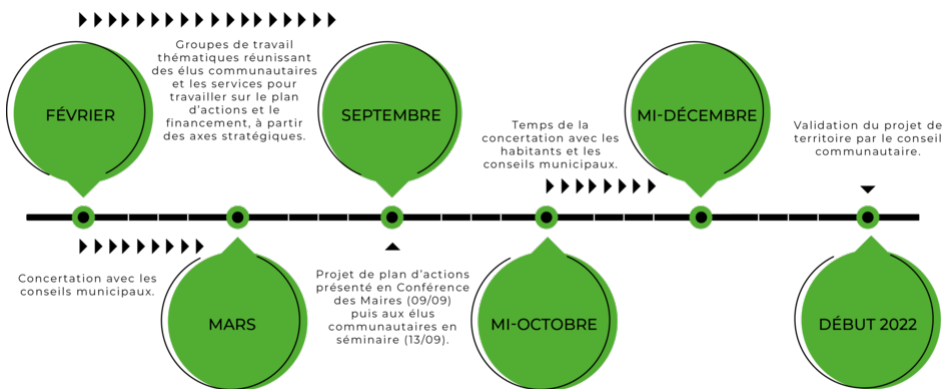 Groupes de travail
thématiques réunissant
des élus communautaires
et les services pour
travailler sur le plan
d'actions et le
financement, à partir
des axes stratégiques.
FÉVRIER
SEPTEMBRE
Temps de la
concertation avec les
habitants et les
conseils municipaux.
MI-DÉCEMBRE
Validation du projet de
territoire par le conseil
communautaire.
Concertation avec les
conseils municipaux.
MARS
Projet de plan d'actions
présenté en Conférence
des Maires (09/09)
puis aux élus
communautaires en
séminaire (13/09).
MI-OCTOBRE
DÉBUT 2022